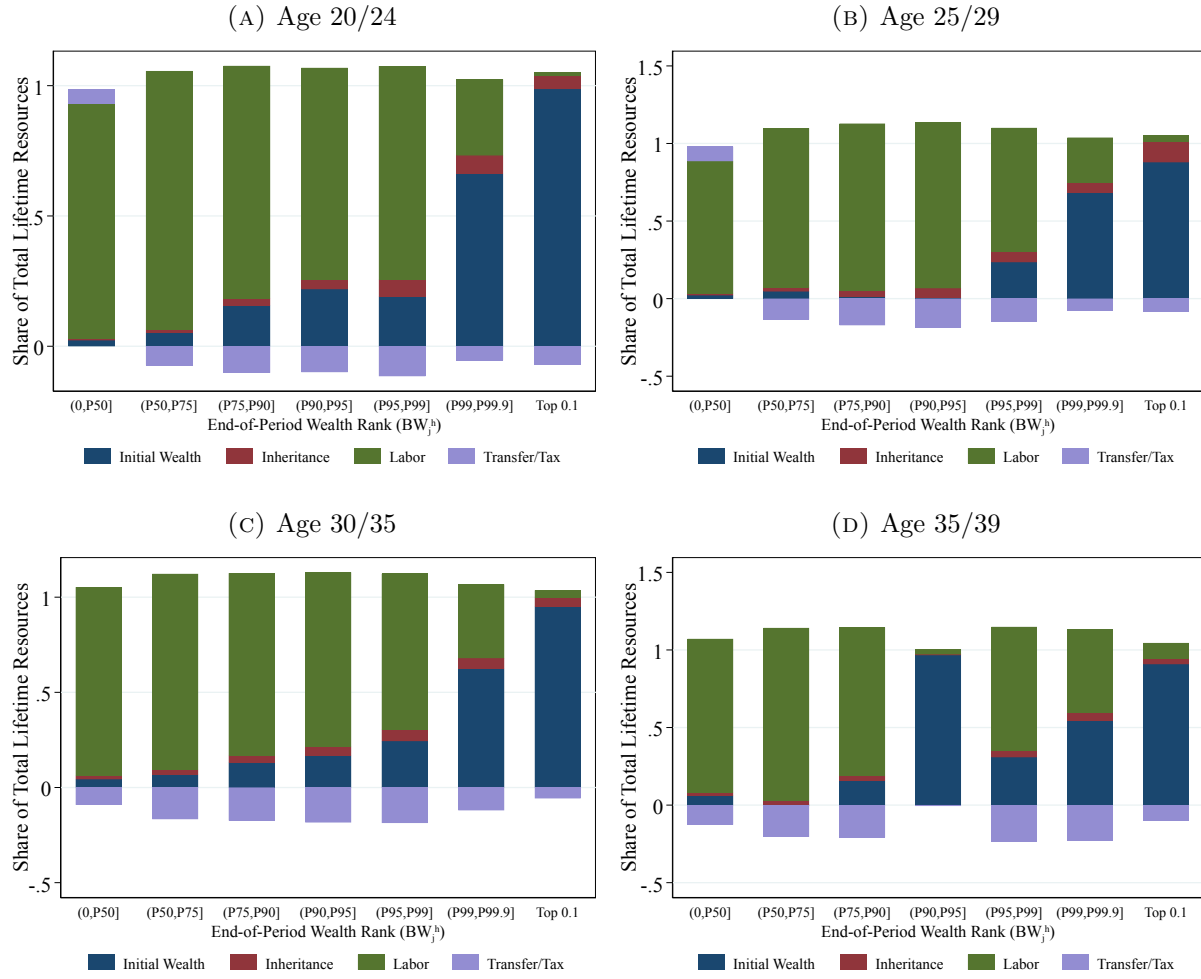 (A) Age 20/24
Share of Total Lifetime Resources
1
.5
0
(0,P50] (P50,P75] (P75,P90] (P90,P95] (P95,P99] (P99,P99.9] Top 0.1
End-of-Period Wealth Rank (BWjʰ)
Initial Wealth Inheritance Labor Transfer/Tax
(B) Age 25/29
Share of Total Lifetime Resources
1.5
1
.5
0
-.5
(0,P50] (P50,P75] (P75,P90] (P90,P95] (P95,P99] (P99,P99.9] Top 0.1
End-of-Period Wealth Rank (BWjʰ)
Initial Wealth Inheritance Labor Transfer/Tax
(C) Age 30/35
Share of Total Lifetime Resources
1
.5
0
-.5
(0,P50] (P50,P75] (P75,P90] (P90,P95] (P95,P99] (P99,P99.9] Top 0.1
End-of-Period Wealth Rank (BWjʰ)
Initial Wealth Inheritance Labor Transfer/Tax
(D) Age 35/39
Share of Total Lifetime Resources
1.5
1
.5
0
-.5
(0,P50] (P50,P75] (P75,P90] (P90,P95] (P95,P99] (P99,P99.9] Top 0.1
End-of-Period Wealth Rank (BWjʰ)
Initial Wealth Inheritance Labor Transfer/Tax